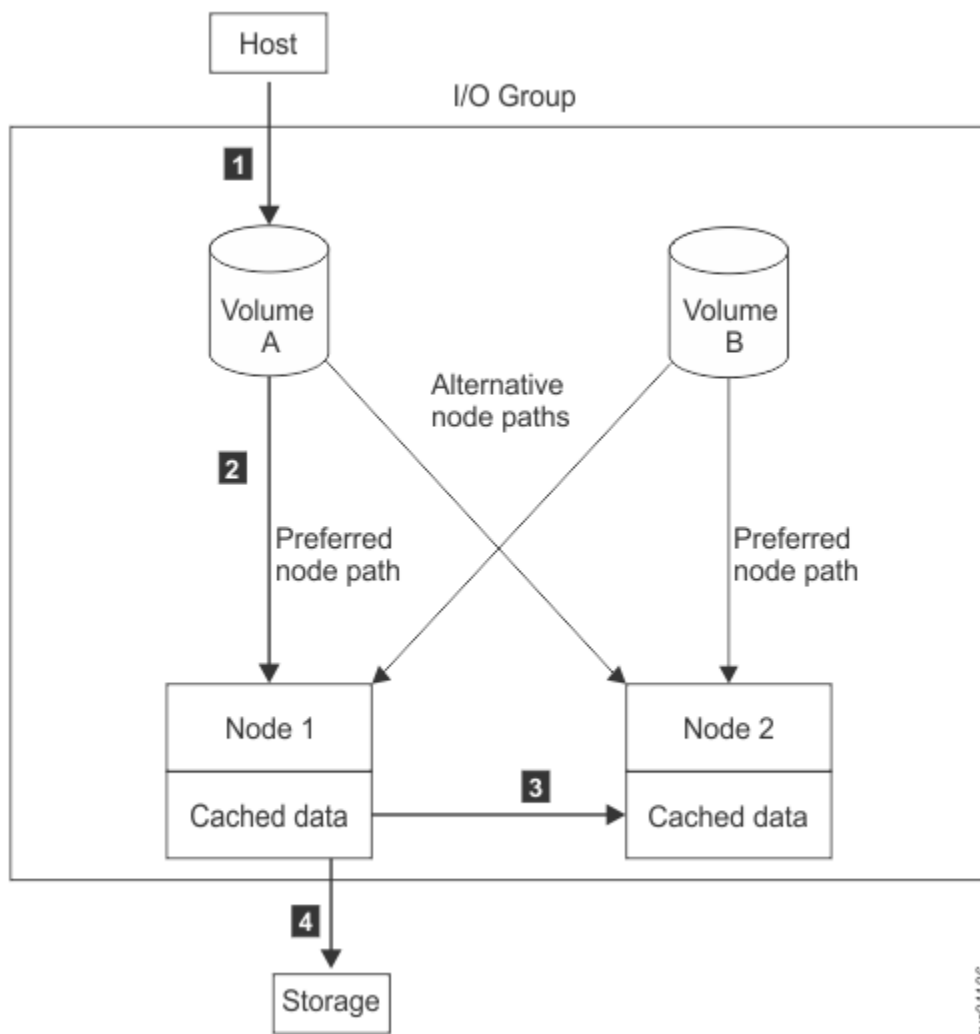 Host
I/O Group
1
Volume
A
Volume
B
Alternative
node paths
2
Preferred
node path
Preferred
node path
Node 1
Node 2
3
Cached data
Cached data
4
Storage